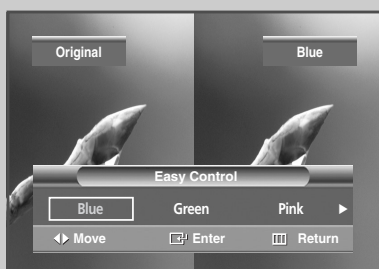 Original Blue
Easy Control
Blue Green Pink
Move Enter Return